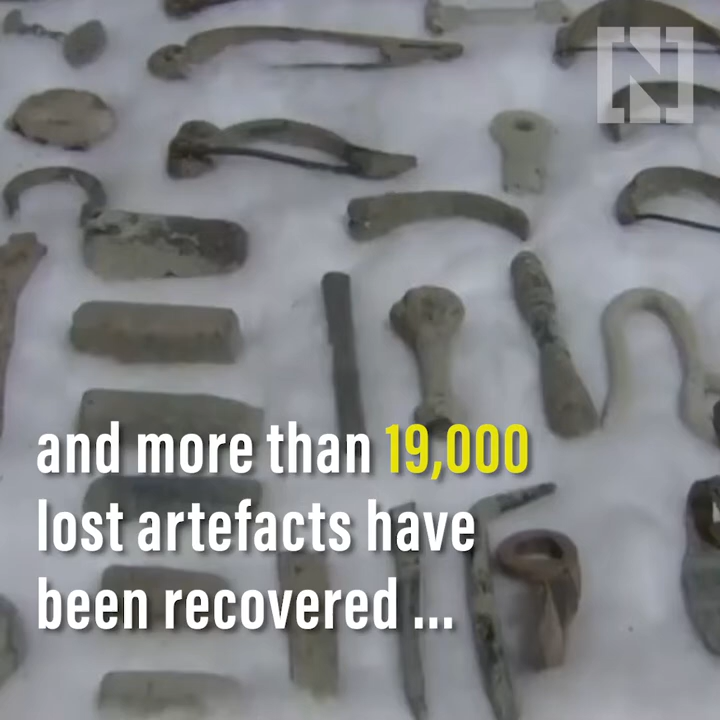 N
and more than 19,000
lost artefacts have
been recovered ...